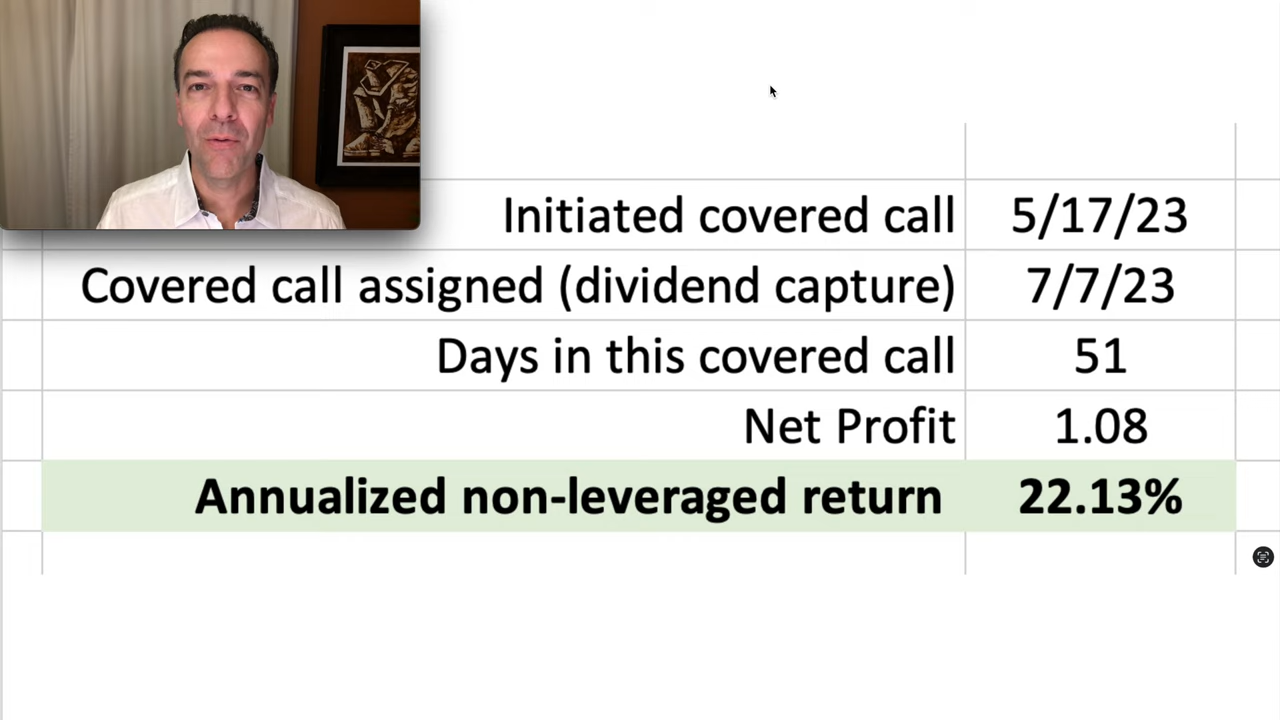 Initiated covered call 5/17/23
Covered call assigned (dividend capture) 7/7/23
Days in this covered call 51
Net Profit 1.08
Annualized non-leveraged return 22.13%